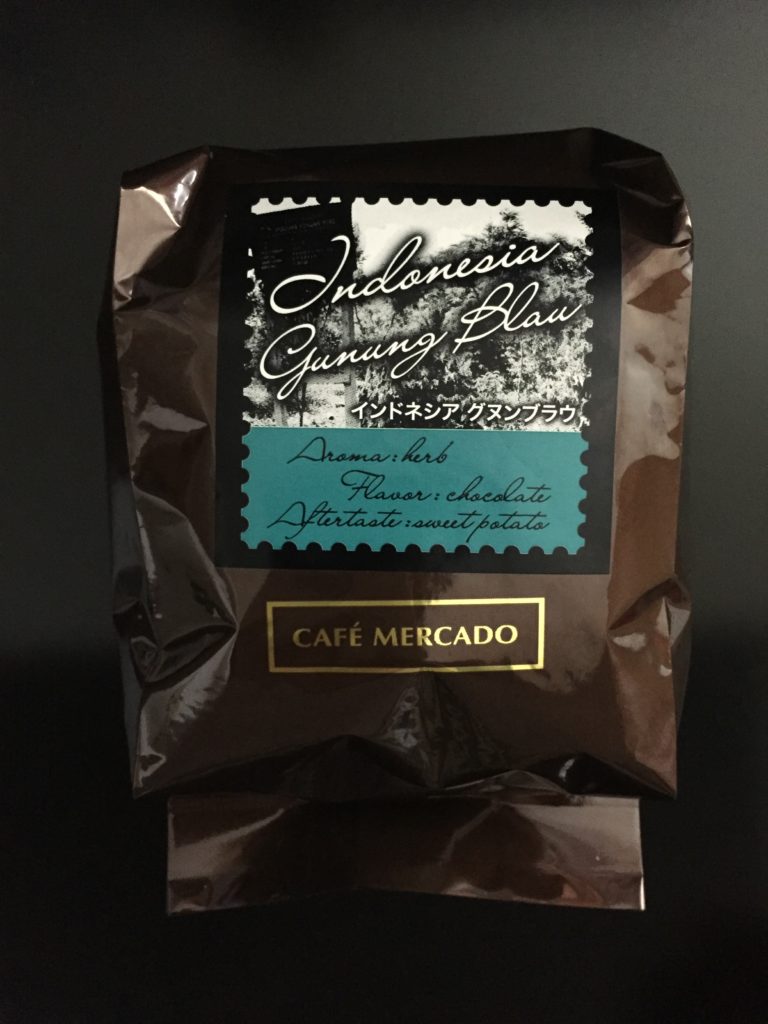 Indonesia
Gunung Blau
インドネシア グヌンブラウ
Aroma:herb
Flavor:chocolate
Aftertaste:sweet potato
CAFÉ MERCADO